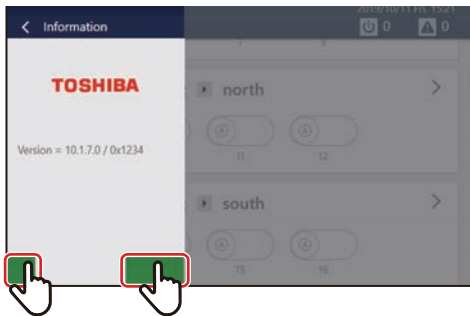 2019/10/11 Fri. 15:21
< Information
0
0
TOSHIBA
north
>
Version = 10.1.7.0 / 0x1234
A
A
11
12
south
>
A
A
15
16